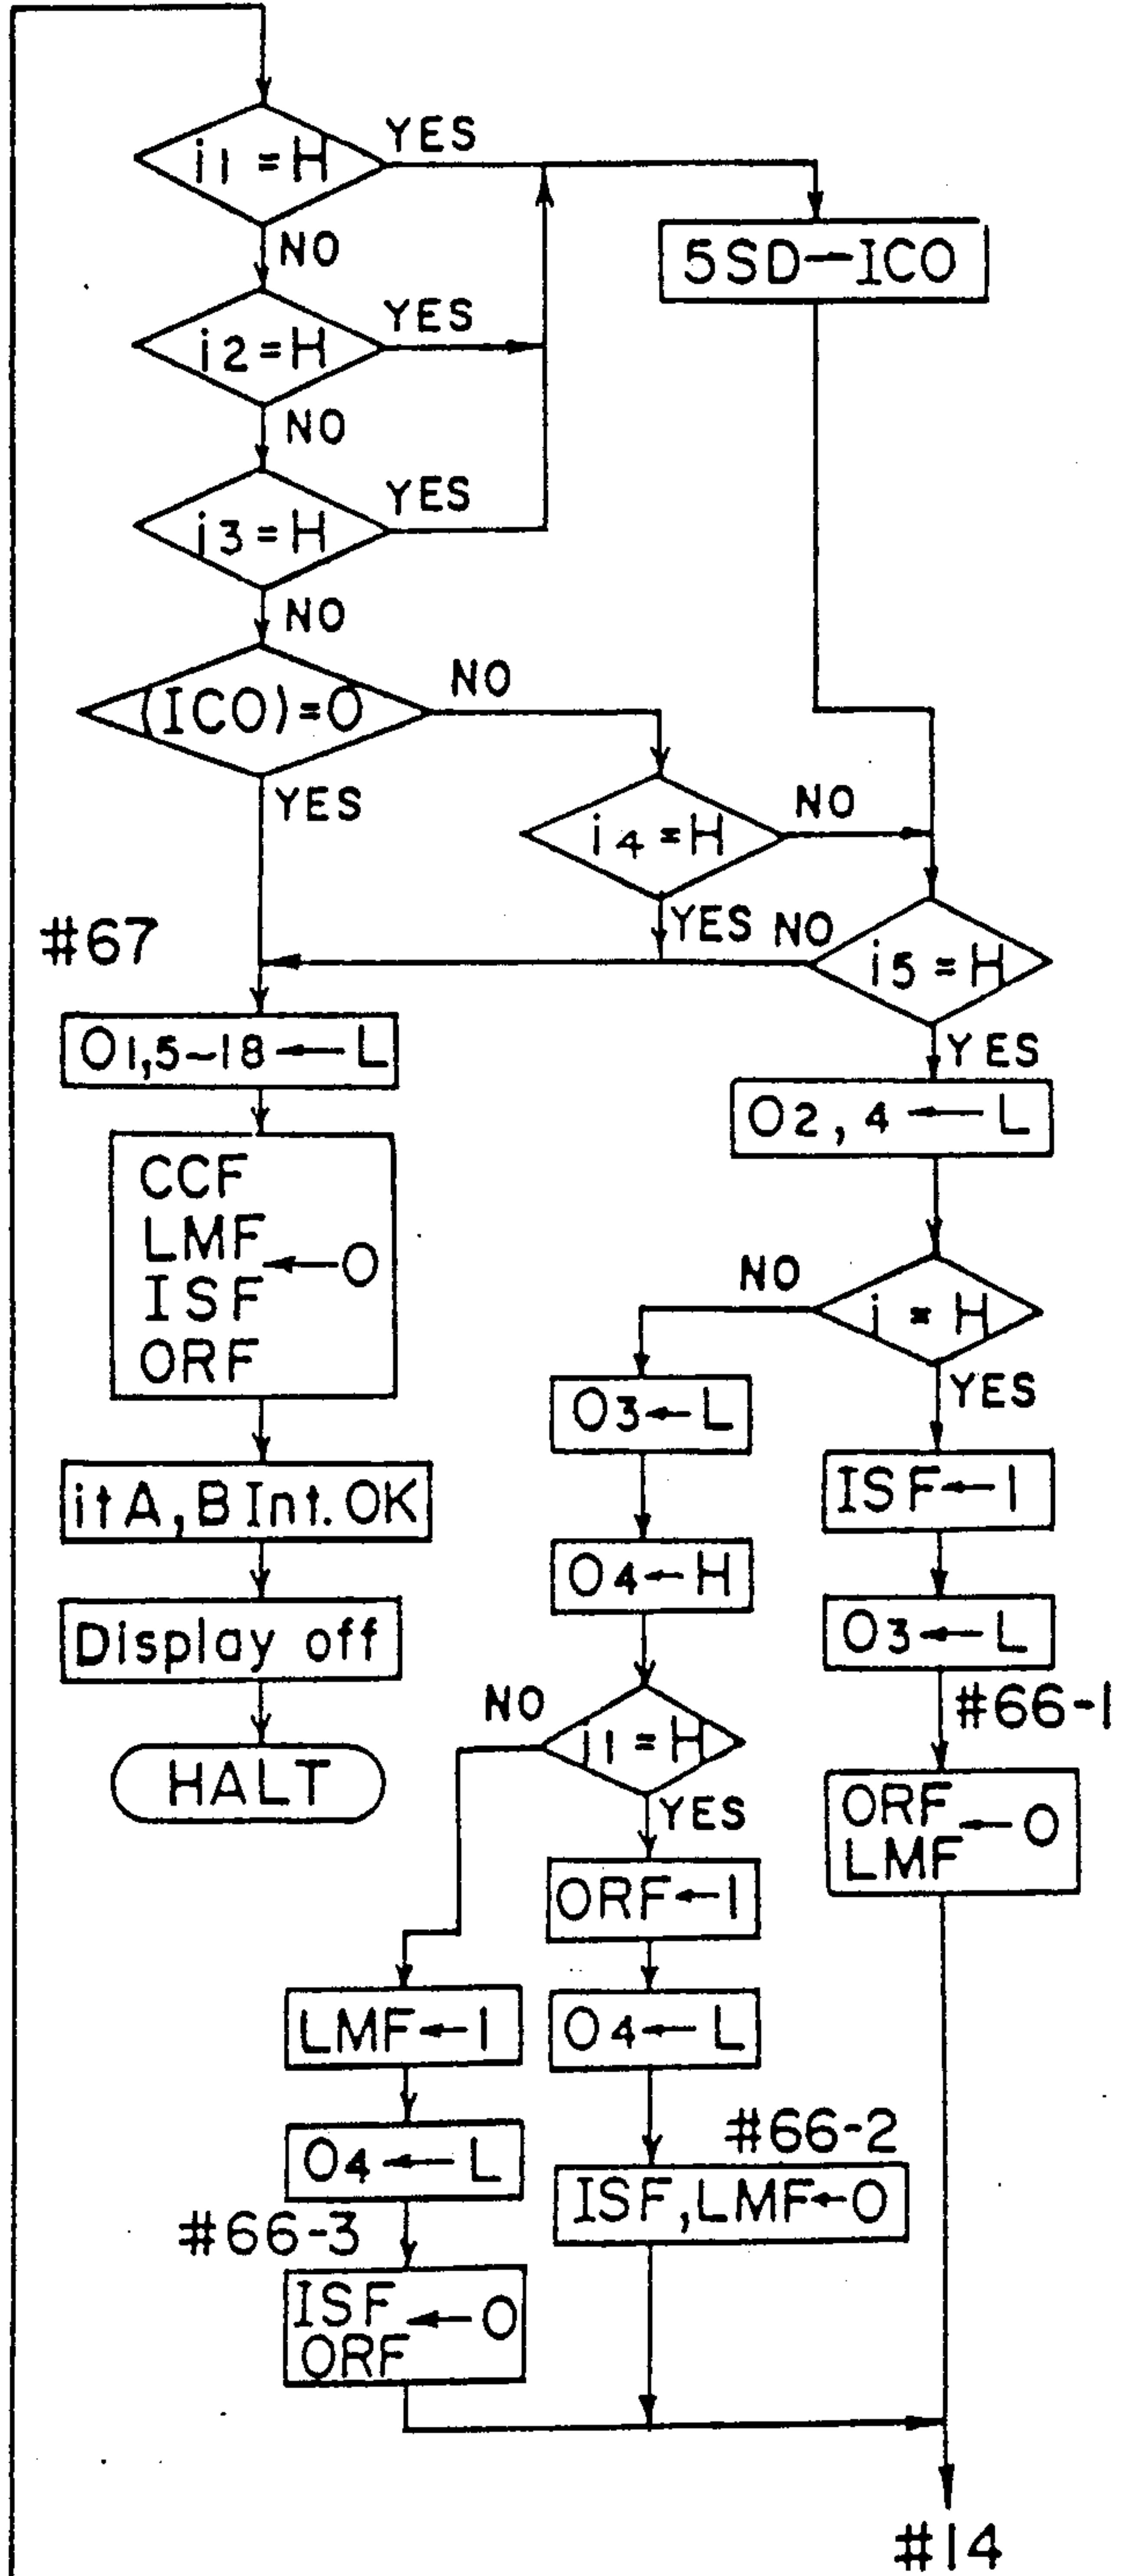 i1 = H
YES
NO
5SD—ICO
i2 = H
YES
NO
i3 = H
YES
NO
(ICO)=0
NO
YES
i4 = H
NO
YES
#67
i5 = H
NO
YES
O1,5-18 ← L
O2, 4 ← L
CCF
LMF
ISF
ORF
← 0
i = H
NO
YES
O3 ← L
ISF ← 1
itA, B Int. OK
O4 ← H
O3 ← L
Display off
#66-1
HALT
i1 = H
NO
YES
ORF
LMF
← 0
ORF ← 1
LMF ← 1
O4 ← L
O4 ← L
#66-2
ISF, LMF ← 0
#66-3
ISF
ORF
← 0
#14